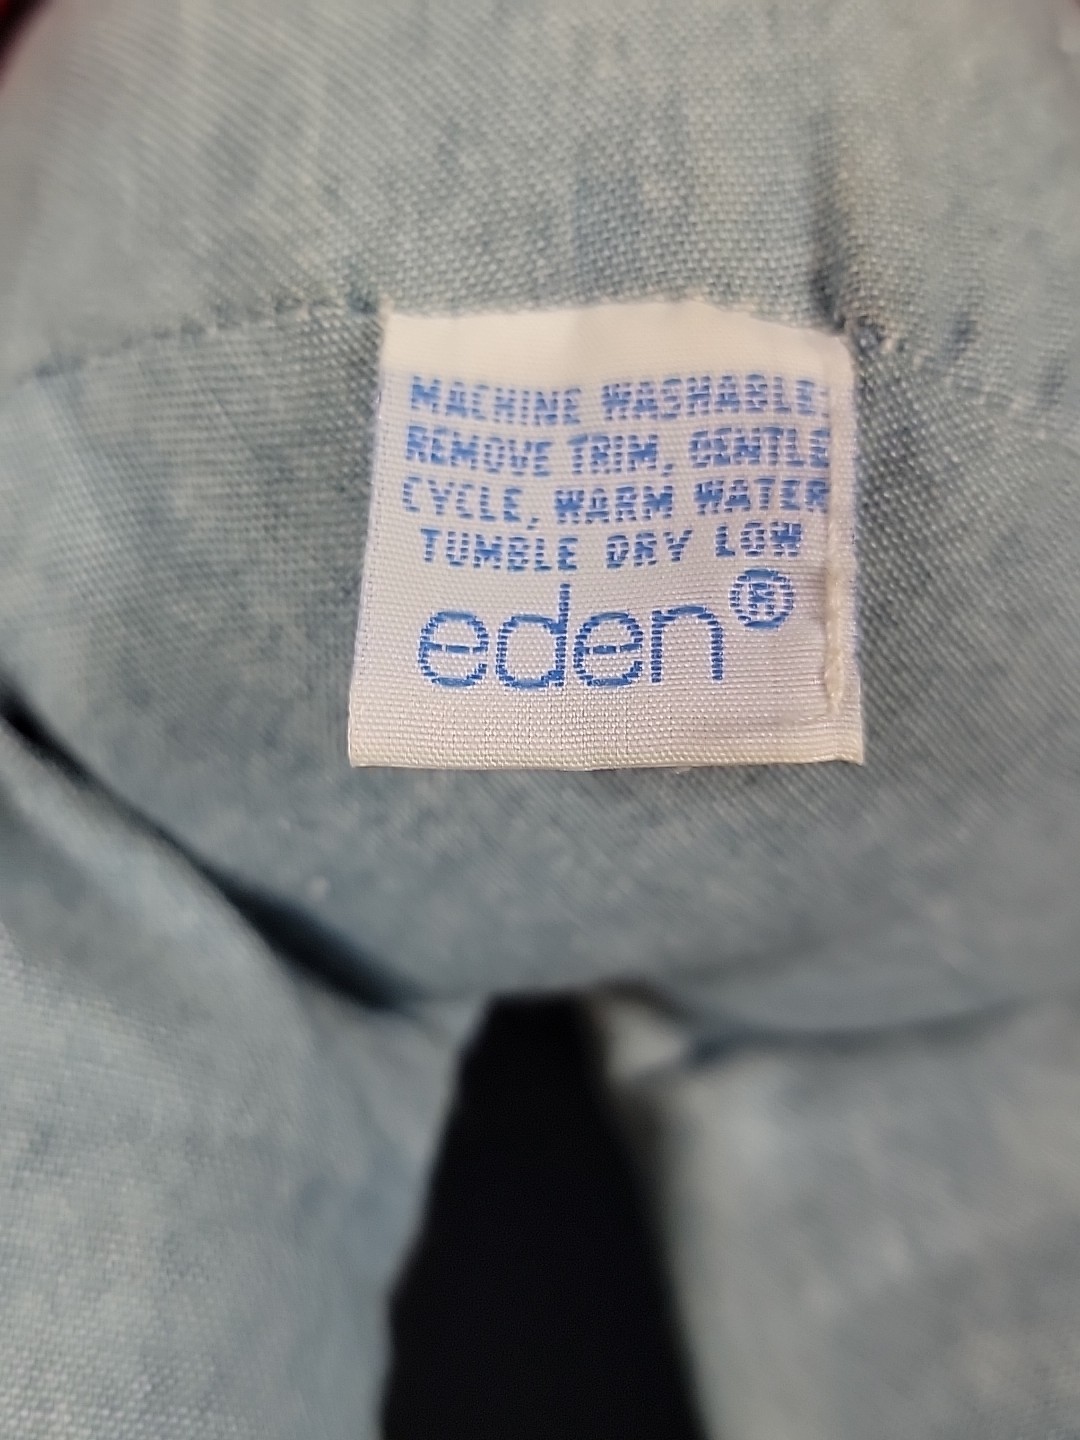 MACHINE WASHABLE:
REMOVE TRIM, GENTLE
CYCLE, WARM WATER
TUMBLE DRY LOW
eden®